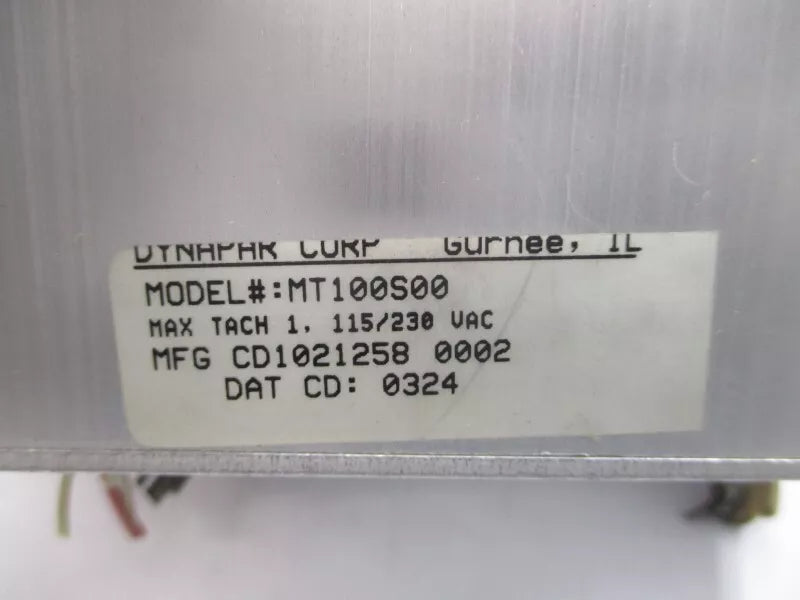 DYNAPAR CORP Gurnee, IL
MODEL#:MT100S00
MAX TACH 1, 115/230 VAC
MFG CD1021258 0002
DAT CD: 0324